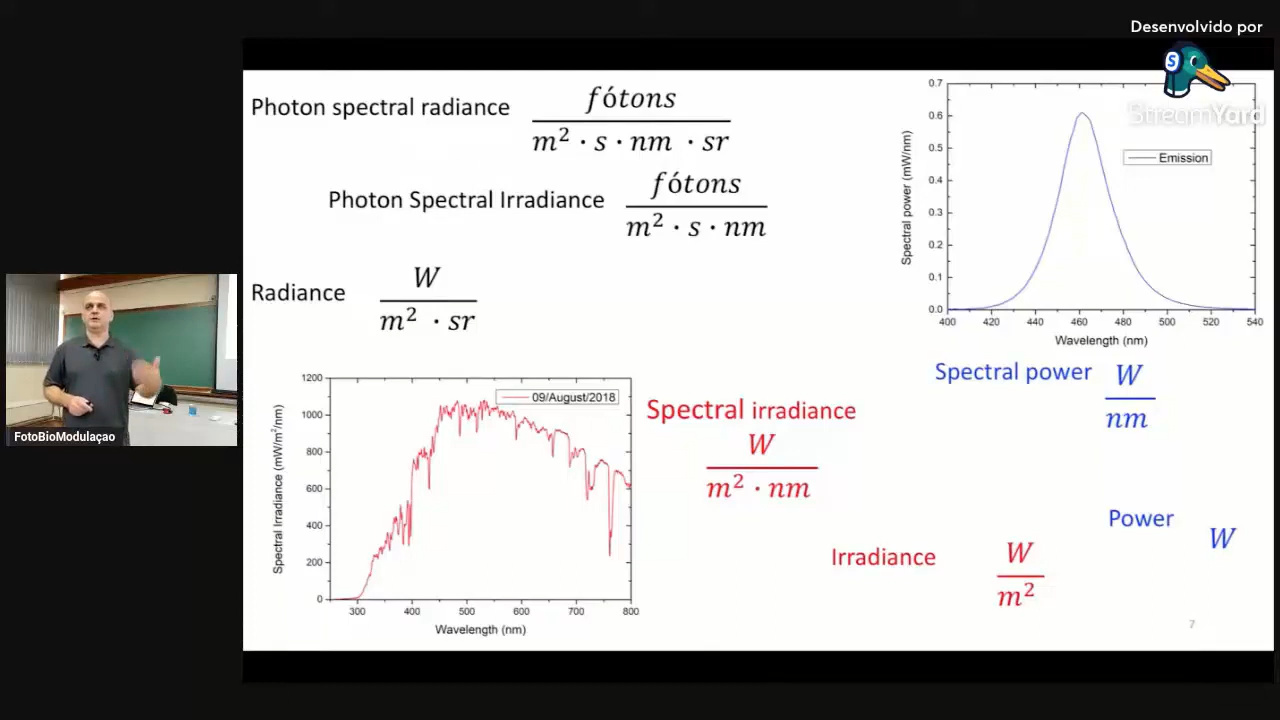 Desenvolvido por
S
StreamYard
Photon spectral radiance
fótons
m² · s · nm · sr
Photon Spectral Irradiance
fótons
m² · s · nm
Radiance
W
m² · sr
0.7
0.6
0.5
0.4
0.3
0.2
0.1
0.0
Spectral power (mW/nm)
Emission
400 420 440 460 480 500 520 540
Wavelength (nm)
Spectral power
W
nm
1200
1000
800
600
400
200
0
Spectral Irradiance (mW/m²/nm)
09/August/2018
300 400 500 600 700 800
Wavelength (nm)
Spectral irradiance
W
m² · nm
Power
W
Irradiance
W
m²
7
FotoBioModulaçao